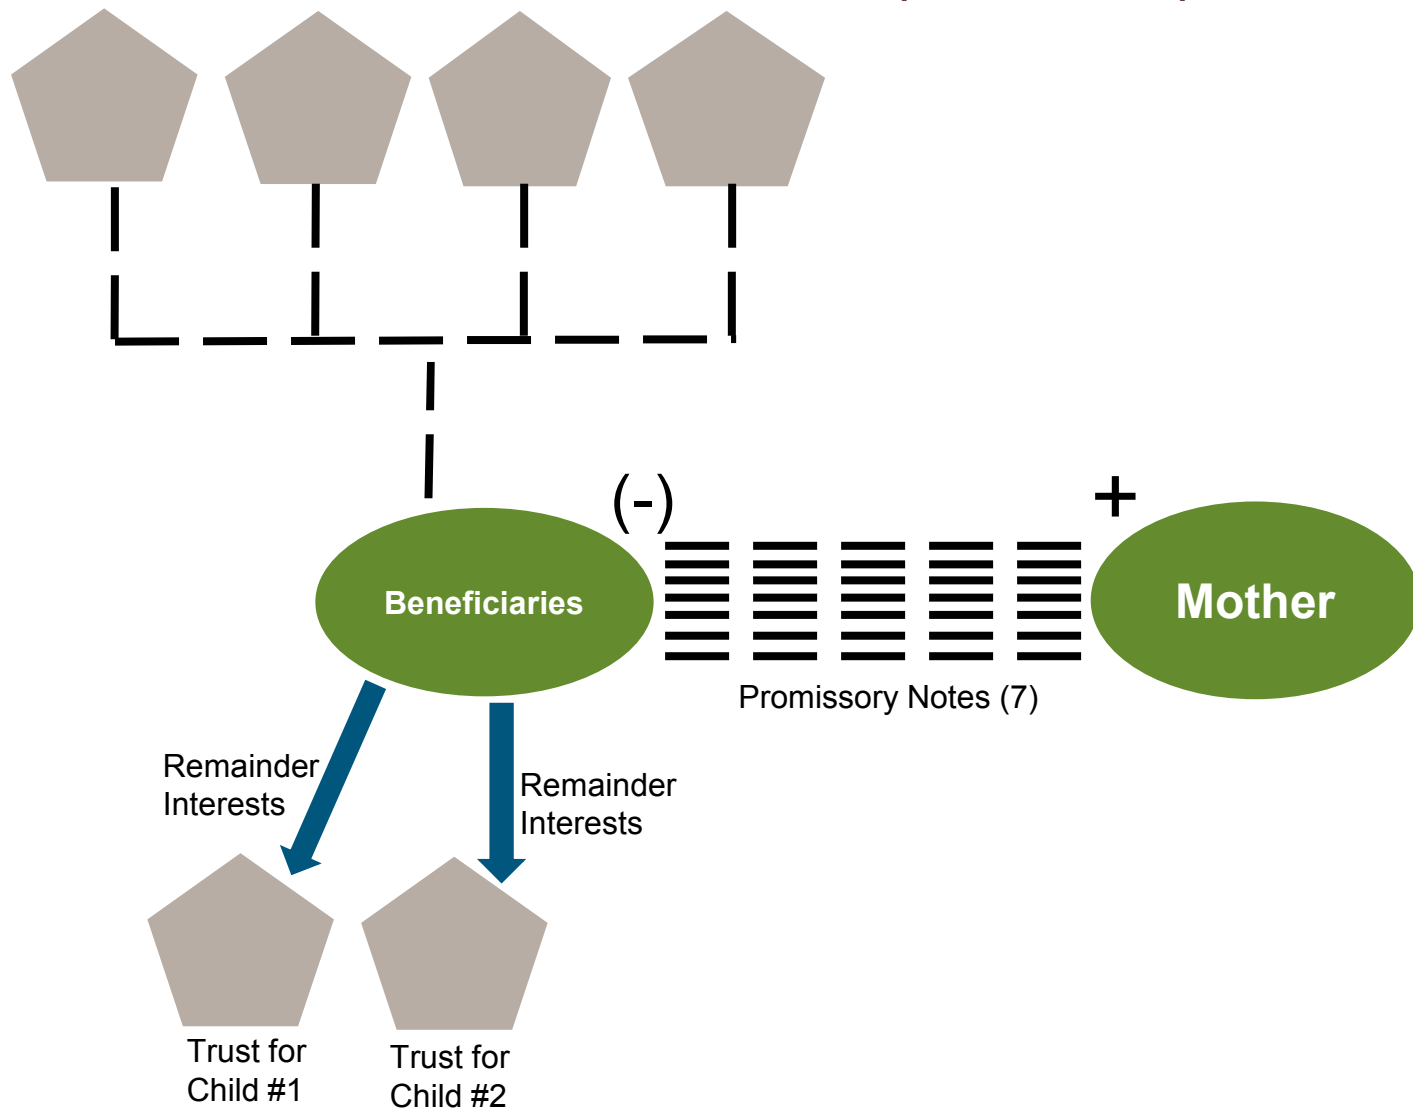 (-)
+
Beneficiaries
Mother
Promissory Notes (7)
Remainder
Interests
Remainder
Interests
Trust for
Child #1
Trust for
Child #2